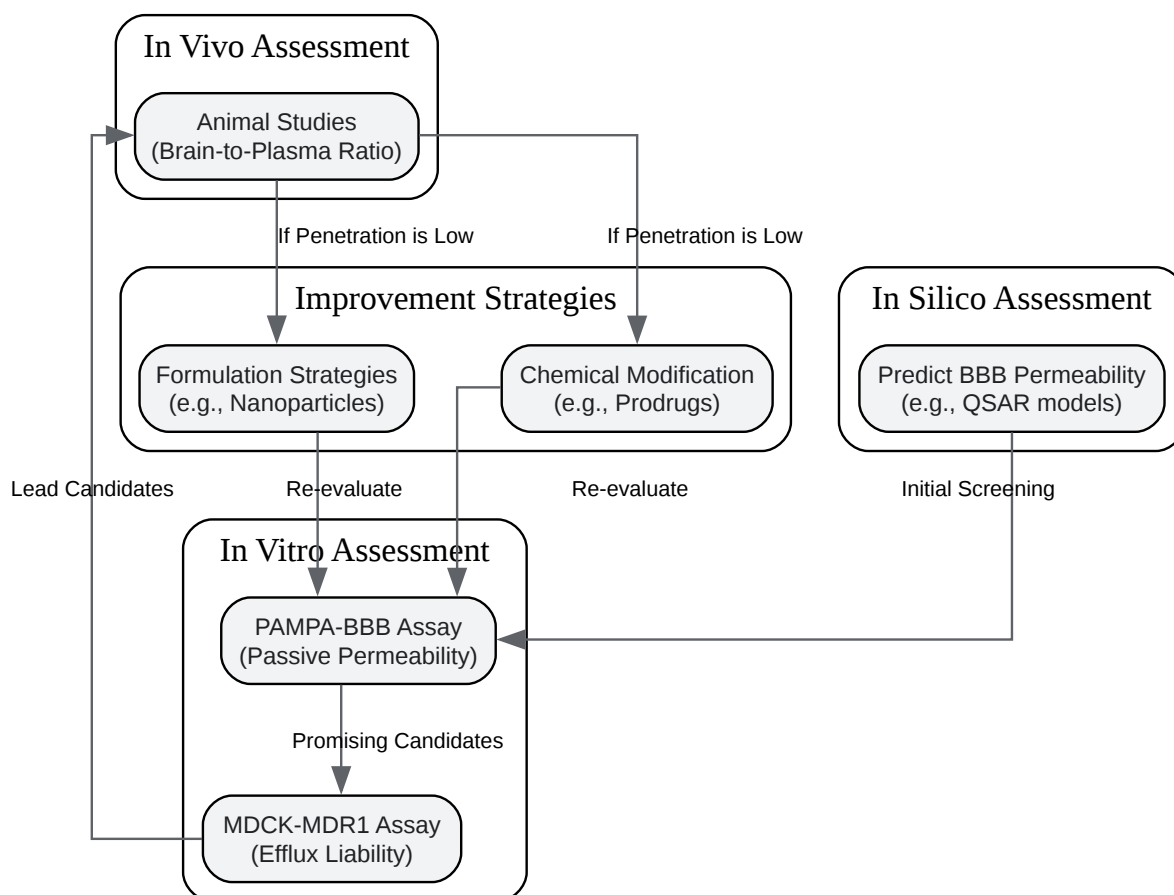 In Vivo Assessment
Animal Studies
(Brain-to-Plasma Ratio)
If Penetration is Low
If Penetration is Low
Improvement Strategies
In Silico Assessment
Formulation Strategies
(e.g., Nanoparticles)
Chemical Modification
(e.g., Prodrugs)
Predict BBB Permeability
(e.g., QSAR models)
Lead Candidates
Re-evaluate
Re-evaluate
Initial Screening
In Vitro Assessment
PAMPA-BBB Assay
(Passive Permeability)
Promising Candidates
MDCK-MDR1 Assay
(Efflux Liability)